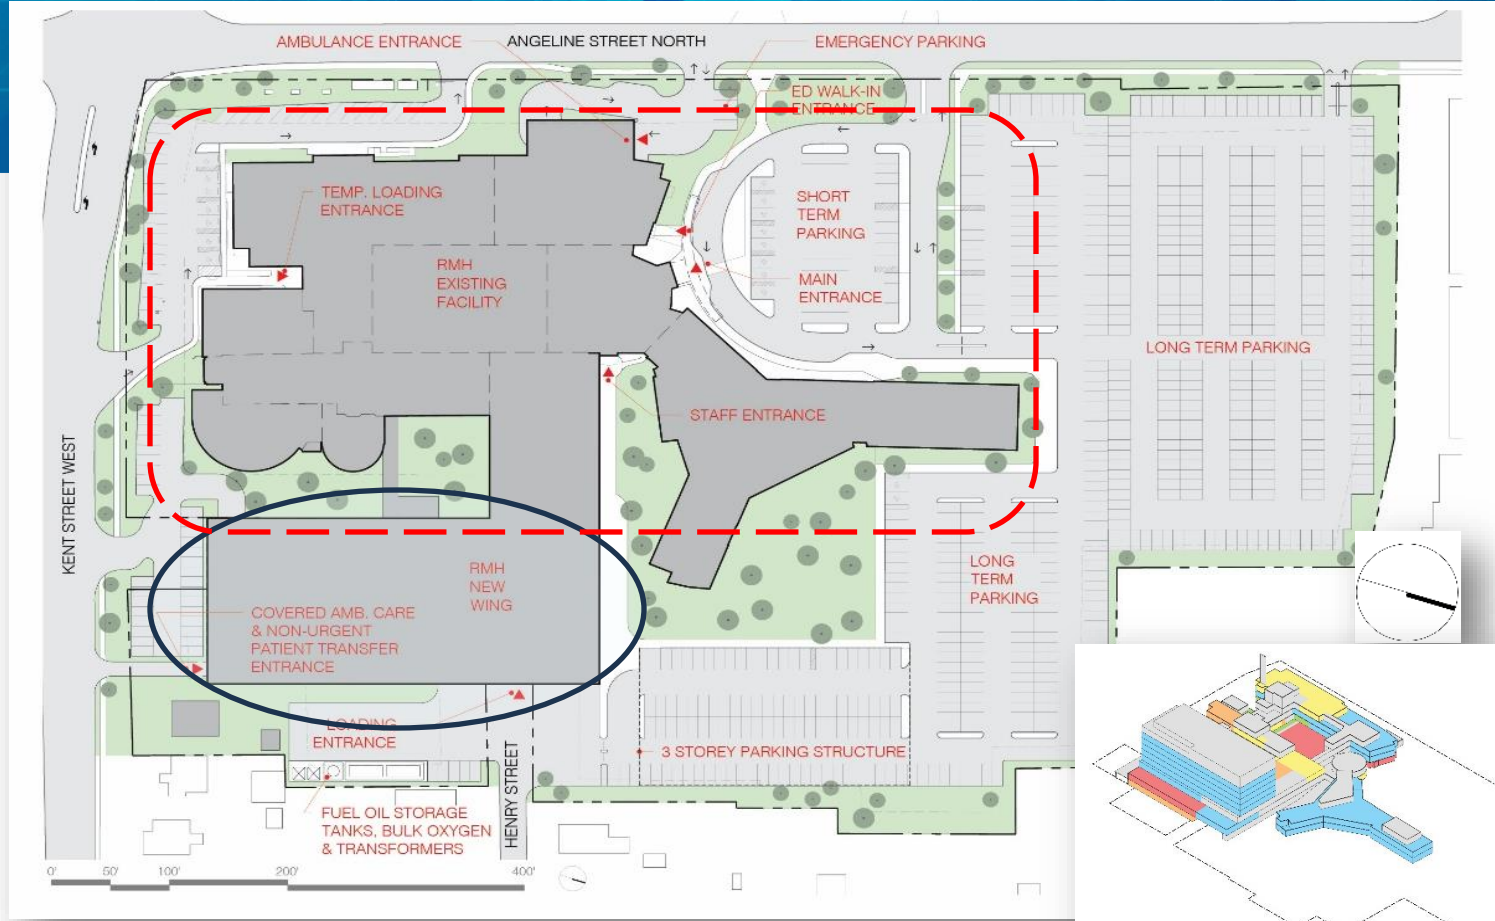 AMBULANCE ENTRANCE
ANGELINE STREET NORTH
EMERGENCY PARKING
ED WALK-IN
ENTRANCE
TEMP. LOADING
ENTRANCE
SHORT
TERM
PARKING
RMH
EXISTING
FACILITY
MAIN
ENTRANCE
LONG TERM PARKING
STAFF ENTRANCE
KENT STREET WEST
RMH
NEW
WING
LONG
TERM
PARKING
COVERED AMB. CARE
& NON-URGENT
PATIENT TRANSFER
ENTRANCE
LOADING
ENTRANCE
3 STOREY PARKING STRUCTURE
HENRY STREET
FUEL OIL STORAGE
TANKS, BULK OXYGEN
& TRANSFORMERS
0' 50' 100' 200' 400'